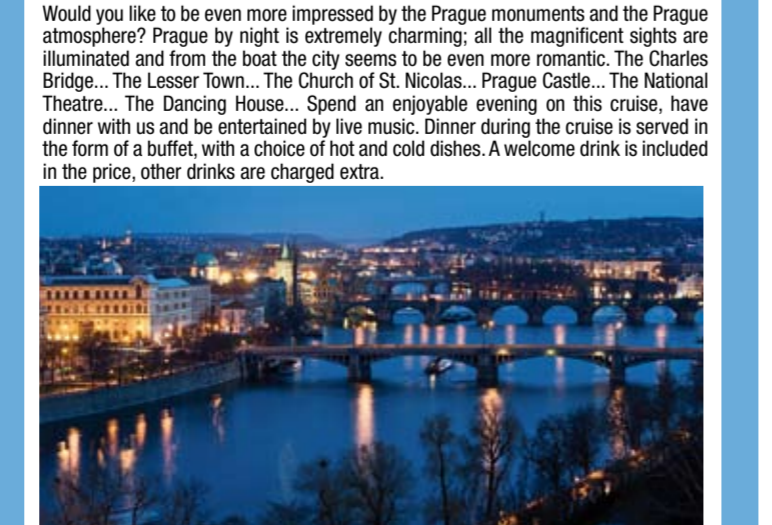 Would you like to be even more impressed by the Prague monuments and the Prague
atmosphere? Prague by night is extremely charming; all the magnificent sights are
illuminated and from the boat the city seems to be even more romantic. The Charles
Bridge... The Lesser Town... The Church of St. Nicolas... Prague Castle... The National
Theatre... The Dancing House... Spend an enjoyable evening on this cruise, have
dinner with us and be entertained by live music. Dinner during the cruise is served in
the form of a buffet, with a choice of hot and cold dishes. A welcome drink is included
in the price, other drinks are charged extra.